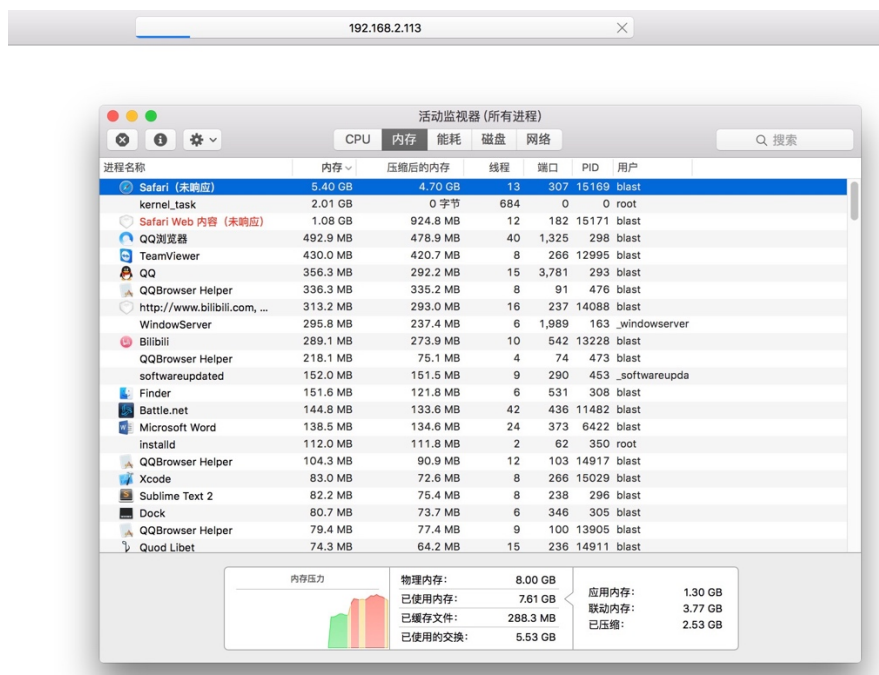 192.168.2.113
活动监视器 (所有进程)
CPU 内存 能耗 磁盘 网络 搜索
进程名称 内存 压缩后的内存 线程 端口 PID 用户
Safari（未响应） 5.40 GB 4.70 GB 13 307 15169 blast
kernel_task 2.01 GB 0 字节 684 0 0 root
Safari Web 内容（未响应） 1.08 GB 924.8 MB 12 182 15171 blast
QQ浏览器 492.9 MB 478.9 MB 40 1,325 298 blast
TeamViewer 430.0 MB 420.7 MB 8 266 12995 blast
QQ 356.3 MB 292.2 MB 15 3,781 293 blast
QQBrowser Helper 336.3 MB 335.2 MB 8 91 476 blast
http://www.bilibili.com, ... 313.2 MB 293.0 MB 16 237 14088 blast
WindowServer 295.8 MB 237.4 MB 6 1,989 163 _windowserver
Bilibili 289.1 MB 273.9 MB 10 542 13228 blast
QQBrowser Helper 218.1 MB 75.1 MB 4 74 473 blast
softwareupdated 152.0 MB 151.5 MB 9 290 453 _softwareupda
Finder 151.6 MB 121.8 MB 6 531 308 blast
Battle.net 144.8 MB 133.6 MB 42 436 11482 blast
Microsoft Word 138.5 MB 134.6 MB 24 373 6422 blast
installd 112.0 MB 111.8 MB 2 62 350 root
QQBrowser Helper 104.3 MB 90.9 MB 12 103 14917 blast
Xcode 83.0 MB 72.6 MB 8 266 15029 blast
Sublime Text 2 82.2 MB 75.4 MB 8 238 296 blast
Dock 80.7 MB 73.7 MB 6 346 305 blast
QQBrowser Helper 79.4 MB 77.4 MB 9 100 13905 blast
Quod Libet 74.3 MB 64.2 MB 15 236 14911 blast
内存压力
物理内存： 8.00 GB
已使用内存： 7.61 GB
已缓存文件： 288.3 MB
已使用的交换： 5.53 GB
应用内存： 1.30 GB
联动内存： 3.77 GB
已压缩： 2.53 GB